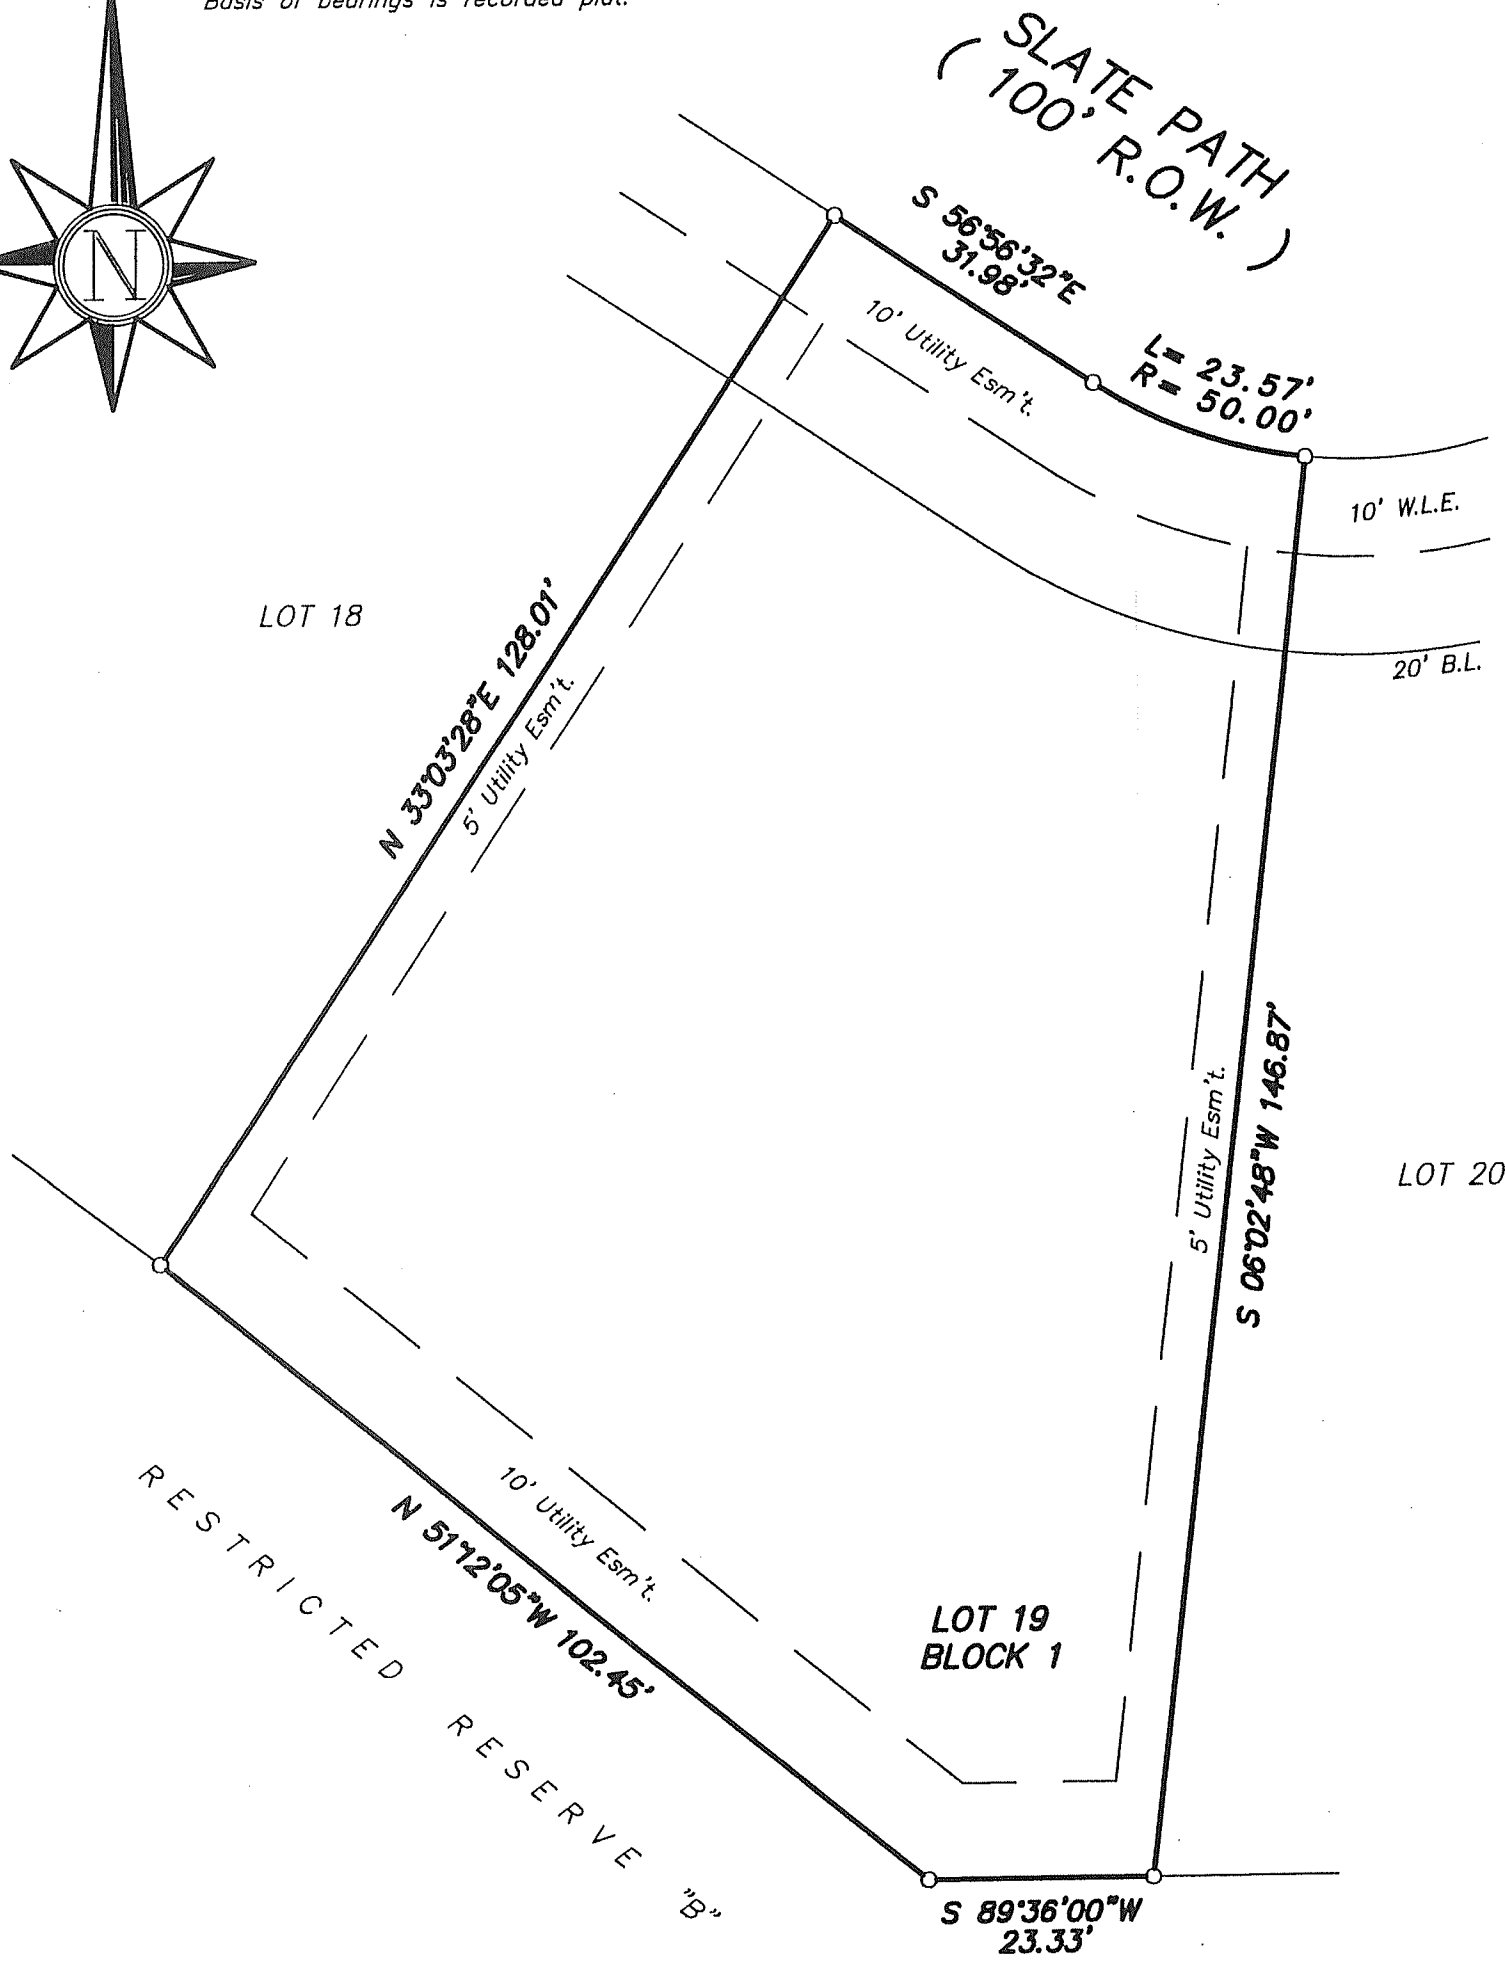 Basis of bearings is recorded plat.
N
SLATE PATH
( 100' R.O.W. )
S 56°56'32"E
31.98'
10' Utility Esm't.
L= 23.57'
R= 50.00'
10' W.L.E.
20' B.L.
LOT 18
N 33°03'28"E 128.01'
5' Utility Esm't.
S 06°02'48"W 146.87'
5' Utility Esm't.
LOT 20
10' Utility Esm't.
N 51°12'05"W 102.45'
RESTRICTED RESERVE "B"
LOT 19
BLOCK 1
S 89°36'00"W
23.33'